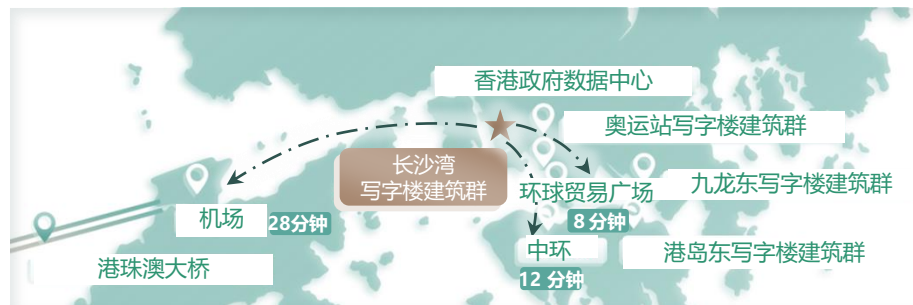 香港政府数据中心
奥运站写字楼建筑群
长沙湾
写字楼建筑群
环球贸易广场
九龙东写字楼建筑群
机场
28分钟
8 分钟
中环
港岛东写字楼建筑群
港珠澳大桥
12 分钟